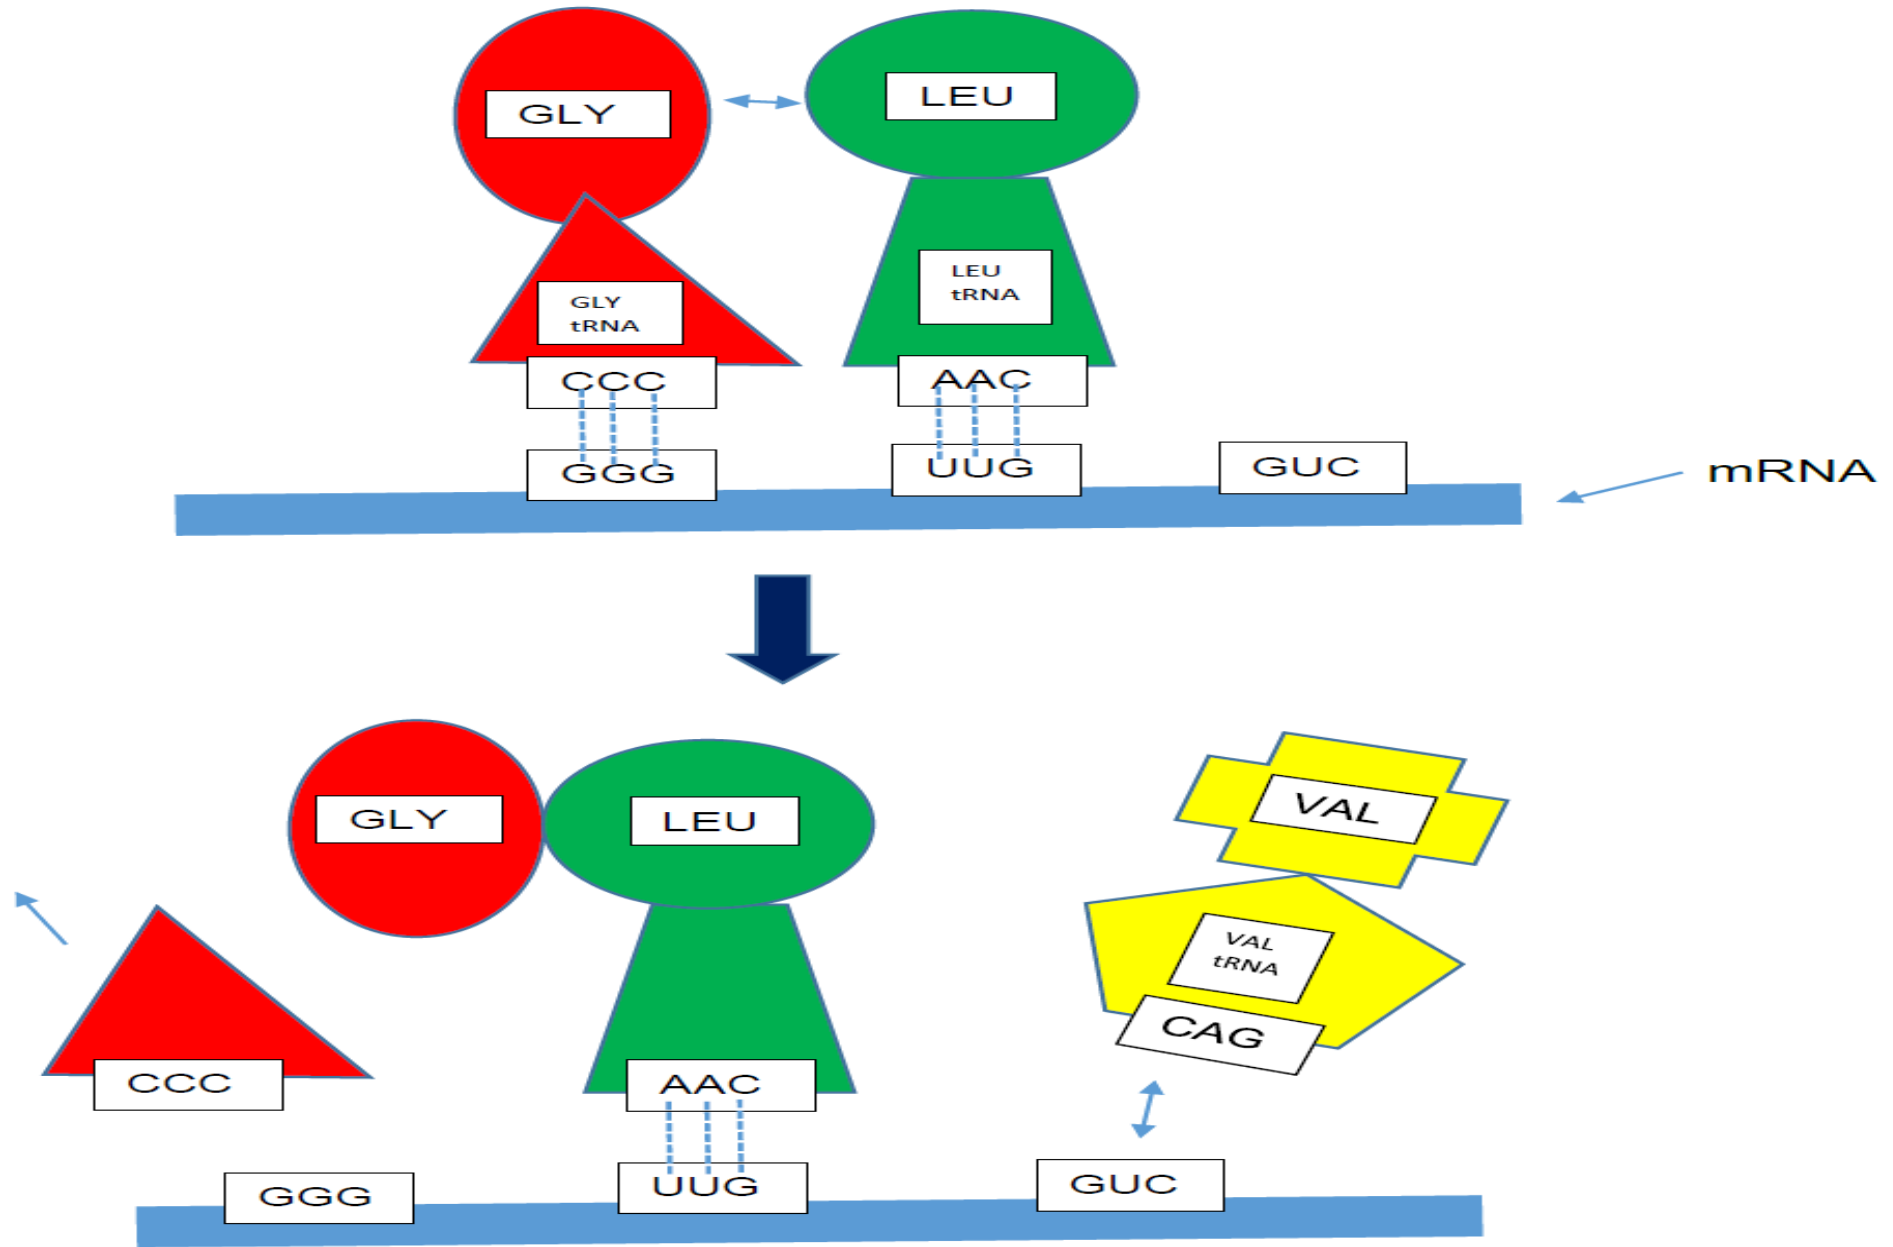 GLY
LEU
GLY
tRNA
LEU
tRNA
CCC
AAC
GGG
UUG
GUC
mRNA
GLY
LEU
VAL
VAL
tRNA
CAG
CCC
AAC
GGG
UUG
GUC